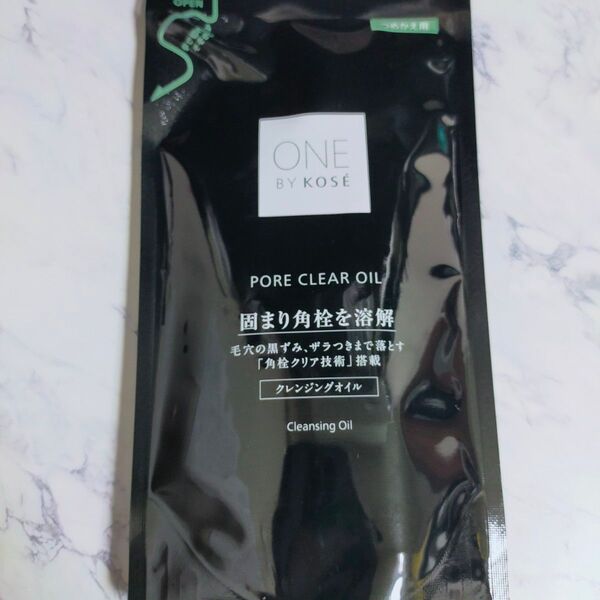 OPEN
つめかえ用
ONE
BY KOSÉ
PORE CLEAR OIL
固まり角栓を溶解
毛穴の黒ずみ、ザラつきまで落とす
「角栓クリア技術」搭載
クレンジングオイル
Cleansing Oil